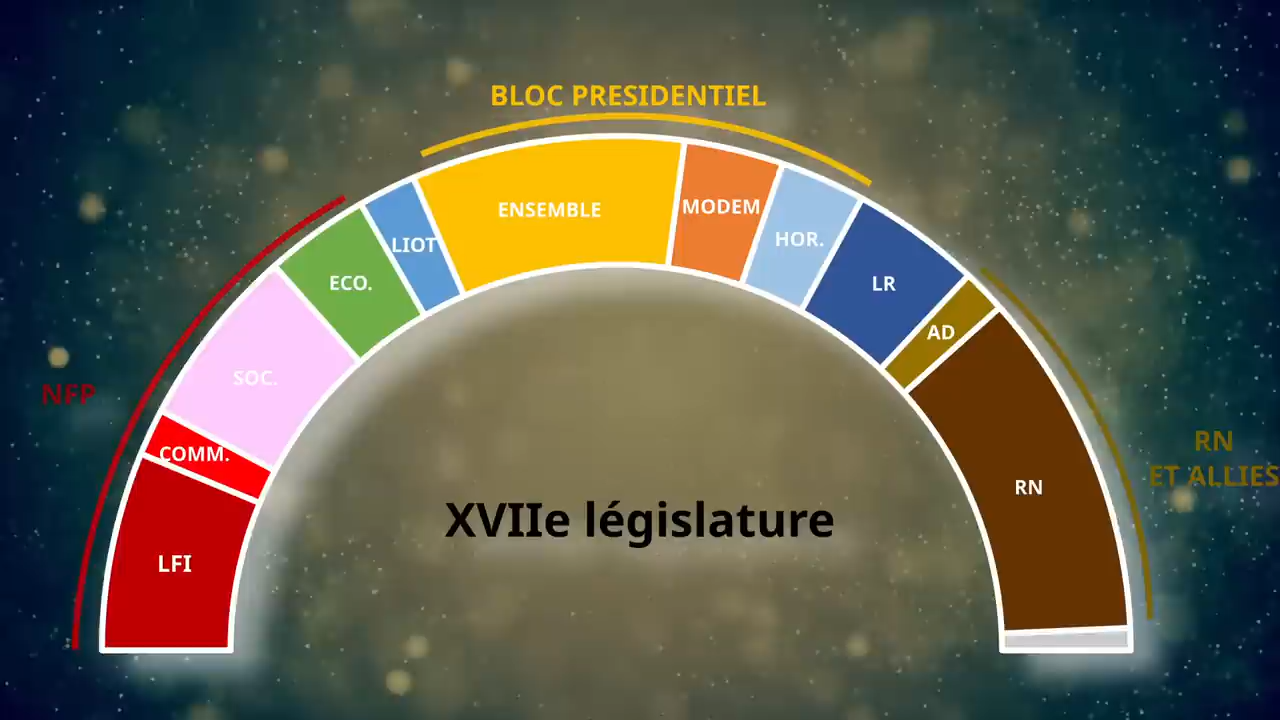 BLOC PRESIDENTIEL
ENSEMBLE
MODEM
HOR.
LIOT
ECO.
LR
AD
SOC.
NFP
COMM.
RN
ET ALLIES
RN
XVIIe législature
LFI